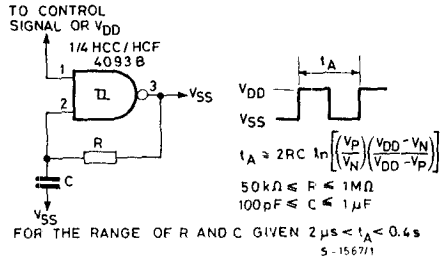 TO CONTROL
SIGNAL OR VDD
1/4 HCC/HCF
4093B
1
2
3
VSS
R
C
VSS
tA
VDD
VSS
tA ≃ 2RC ln[(VP/VN)(VDD-VN/VDD-VP)]
50kΩ ≤ R ≤ 1MΩ
100pF ≤ C ≤ 1μF
FOR THE RANGE OF R AND C GIVEN 2μs < tA < 0.4s
S-1567/1